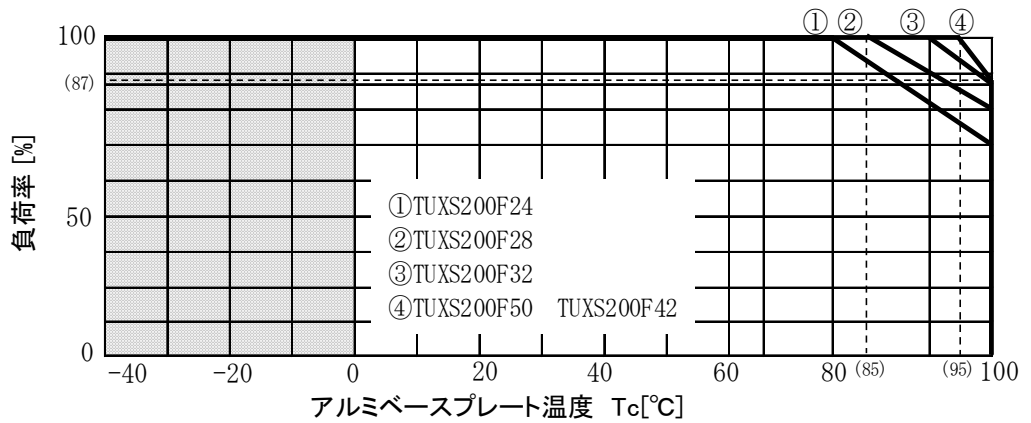 ① ② ③ ④
100
(87)
50
0
負荷率 [%]
①TUXS200F24
②TUXS200F28
③TUXS200F32
④TUXS200F50 TUXS200F42
-40 -20 0 20 40 60 80 (85) (95) 100
アルミベースプレート温度 Tc[℃]